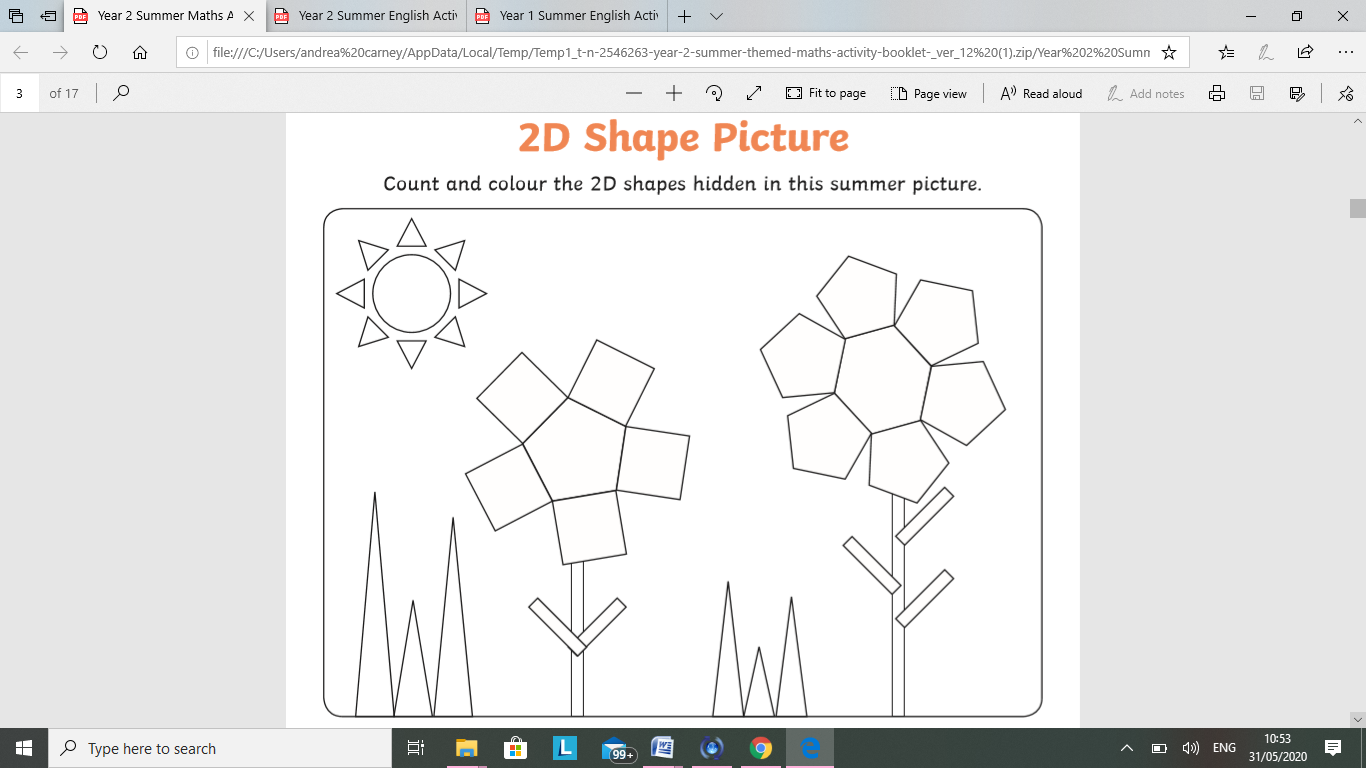 Year 2 Summer Maths A
Year 2 Summer English Activ
Year 1 Summer English Activ
file:///C:/Users/andrea%20carney/AppData/Local/Temp/Temp1_t-n-2546263-year-2-summer-themed-maths-activity-booklet-_ver_12%20(1).zip/Year%202%20Summ
3 of 17
Fit to page
Page view
Read aloud
Add notes
2D Shape Picture
Count and colour the 2D shapes hidden in this summer picture.
Type here to search
99+
ENG
10:53
31/05/2020